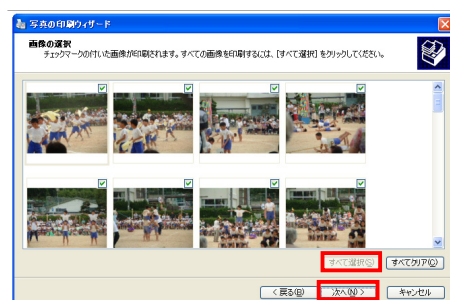 写真の印刷ウィザード
画像の選択
チェックマークの付いた画像が印刷されます。すべての画像を印刷するには、[すべて選択] をクリックしてください。
すべて選択(S)
すべてクリア(C)
< 戻る(B)
次へ(N) >
キャンセル